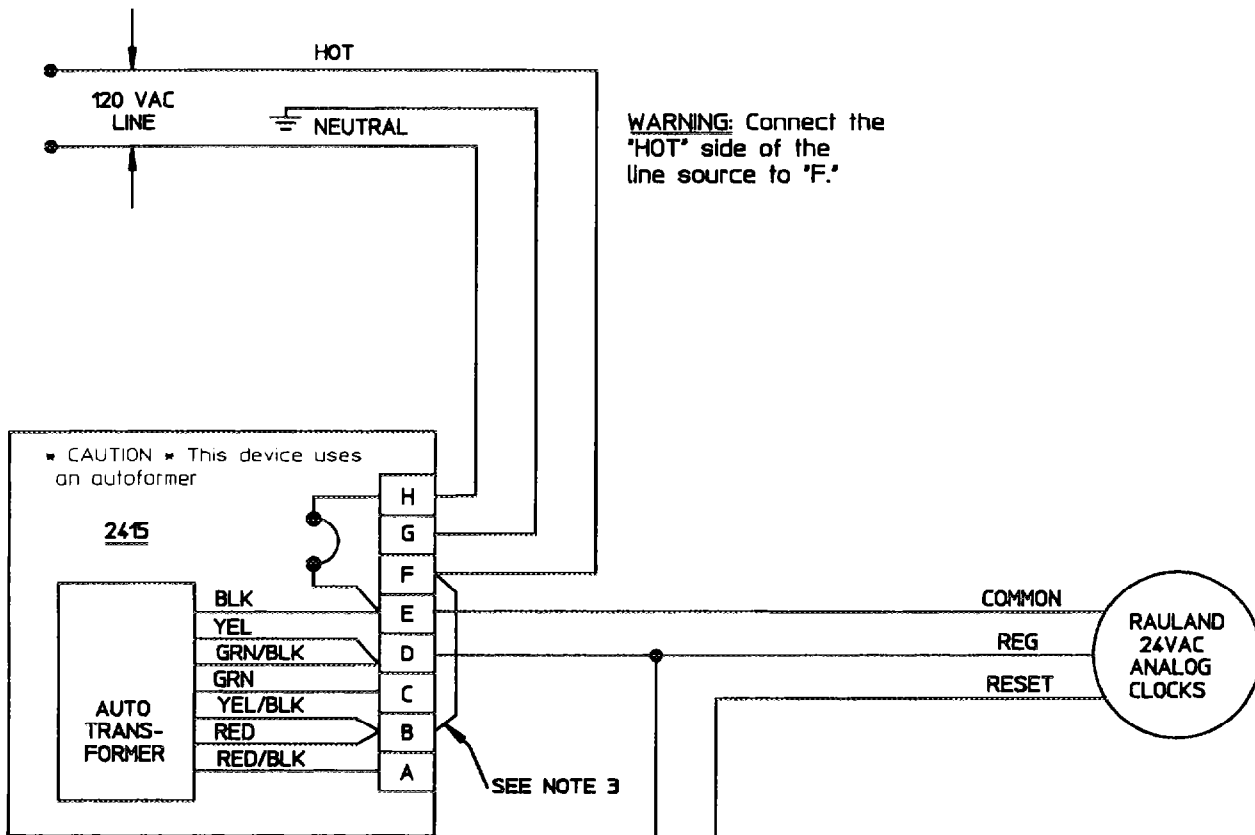 HOT
120 VAC
LINE
NEUTRAL
WARNING: Connect the
"HOT" side of the
line source to "F."
* CAUTION * This device uses
an autoformer
2415
H
G
F
E
D
C
B
A
BLK
YEL
GRN/BLK
GRN
YEL/BLK
RED
RED/BLK
AUTO
TRANS-
FORMER
SEE NOTE 3
COMMON
REG
RESET
RAULAND
24VAC
ANALOG
CLOCKS